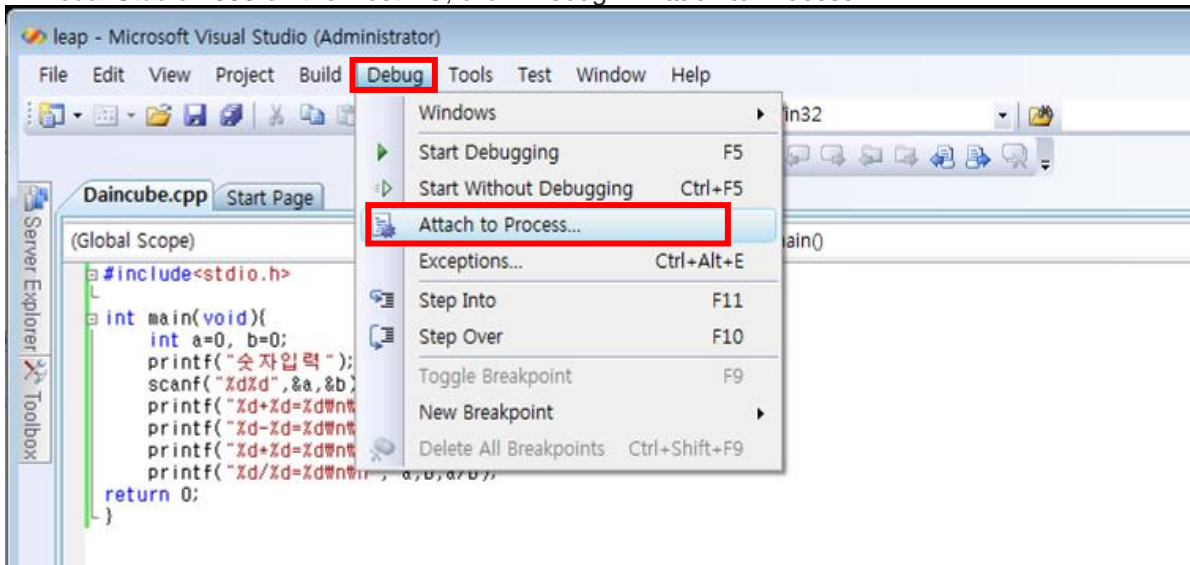 leap - Microsoft Visual Studio (Administrator)
File Edit View Project Build Debug Tools Test Window Help
Windows
in32
Start Debugging F5
Start Without Debugging Ctrl+F5
Daincube.cpp Start Page
Attach to Process...
(Global Scope)
ain()
Exceptions... Ctrl+Alt+E
Server Explorer
Toolbox
#include<stdio.h>
Step Into F11
int main(void){
int a=0, b=0;
Step Over F10
printf("숫자입력");
scanf("%d%d",&a,&b)
Toggle Breakpoint F9
printf("%d+%d=%d₩n₩
New Breakpoint
printf("%d-%d=%d₩n₩
printf("%d*%d=%d₩n₩
Delete All Breakpoints Ctrl+Shift+F9
printf("%d/%d=%d₩n₩n", a,b,a/b);
return 0;
}